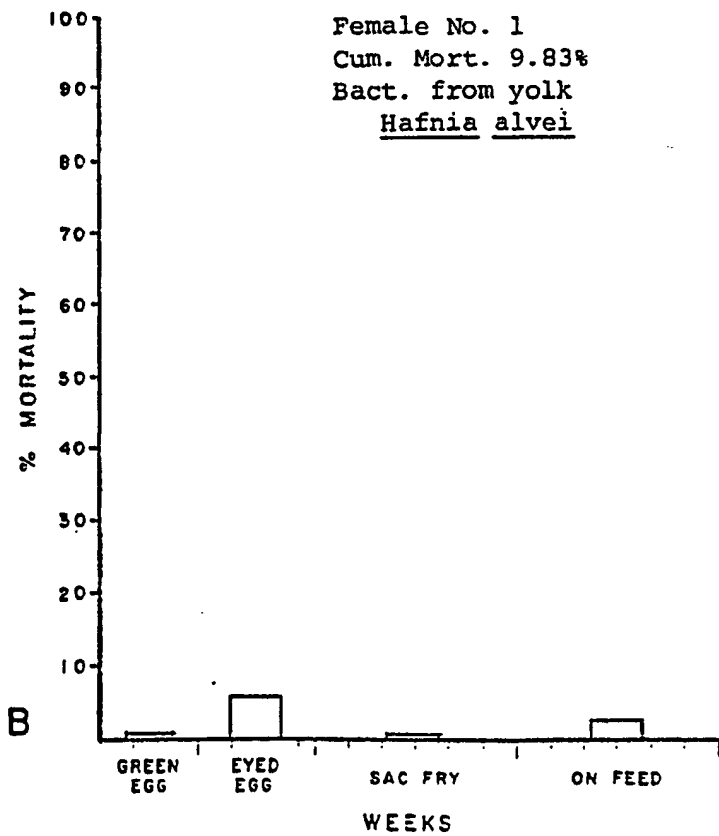 Female No. 1
Cum. Mort. 9.83%
Bact. from yolk
Hafnia alvei
100
90
80
70
60
50
40
30
20
10
% MORTALITY
B
GREEN EGG
EYED EGG
SAC FRY
ON FEED
WEEKS